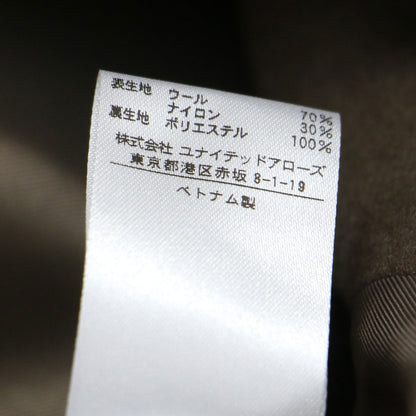 表生地 ウール 70%
ナイロン 30%
裏生地 ポリエステル 100%
株式会社 ユナイテッドアローズ
東京都港区赤坂 8-1-19
ベトナム製